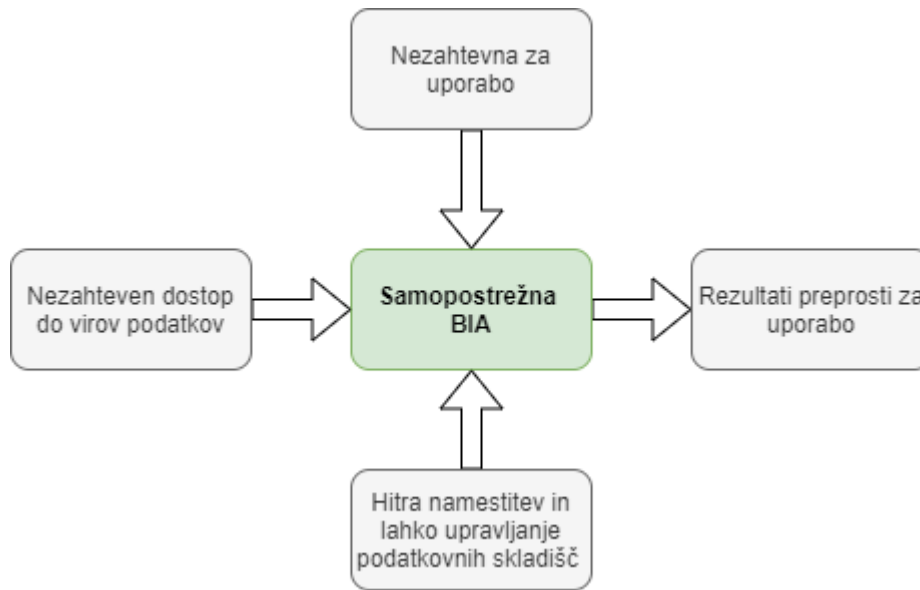 Nezahtevna za
uporabo
Nezahteven dostop
do virov podatkov
Samopostrežna
BIA
Rezultati preprosti za
uporabo
Hitra namestitev in
lahko upravljanje
podatkovnih skladišč